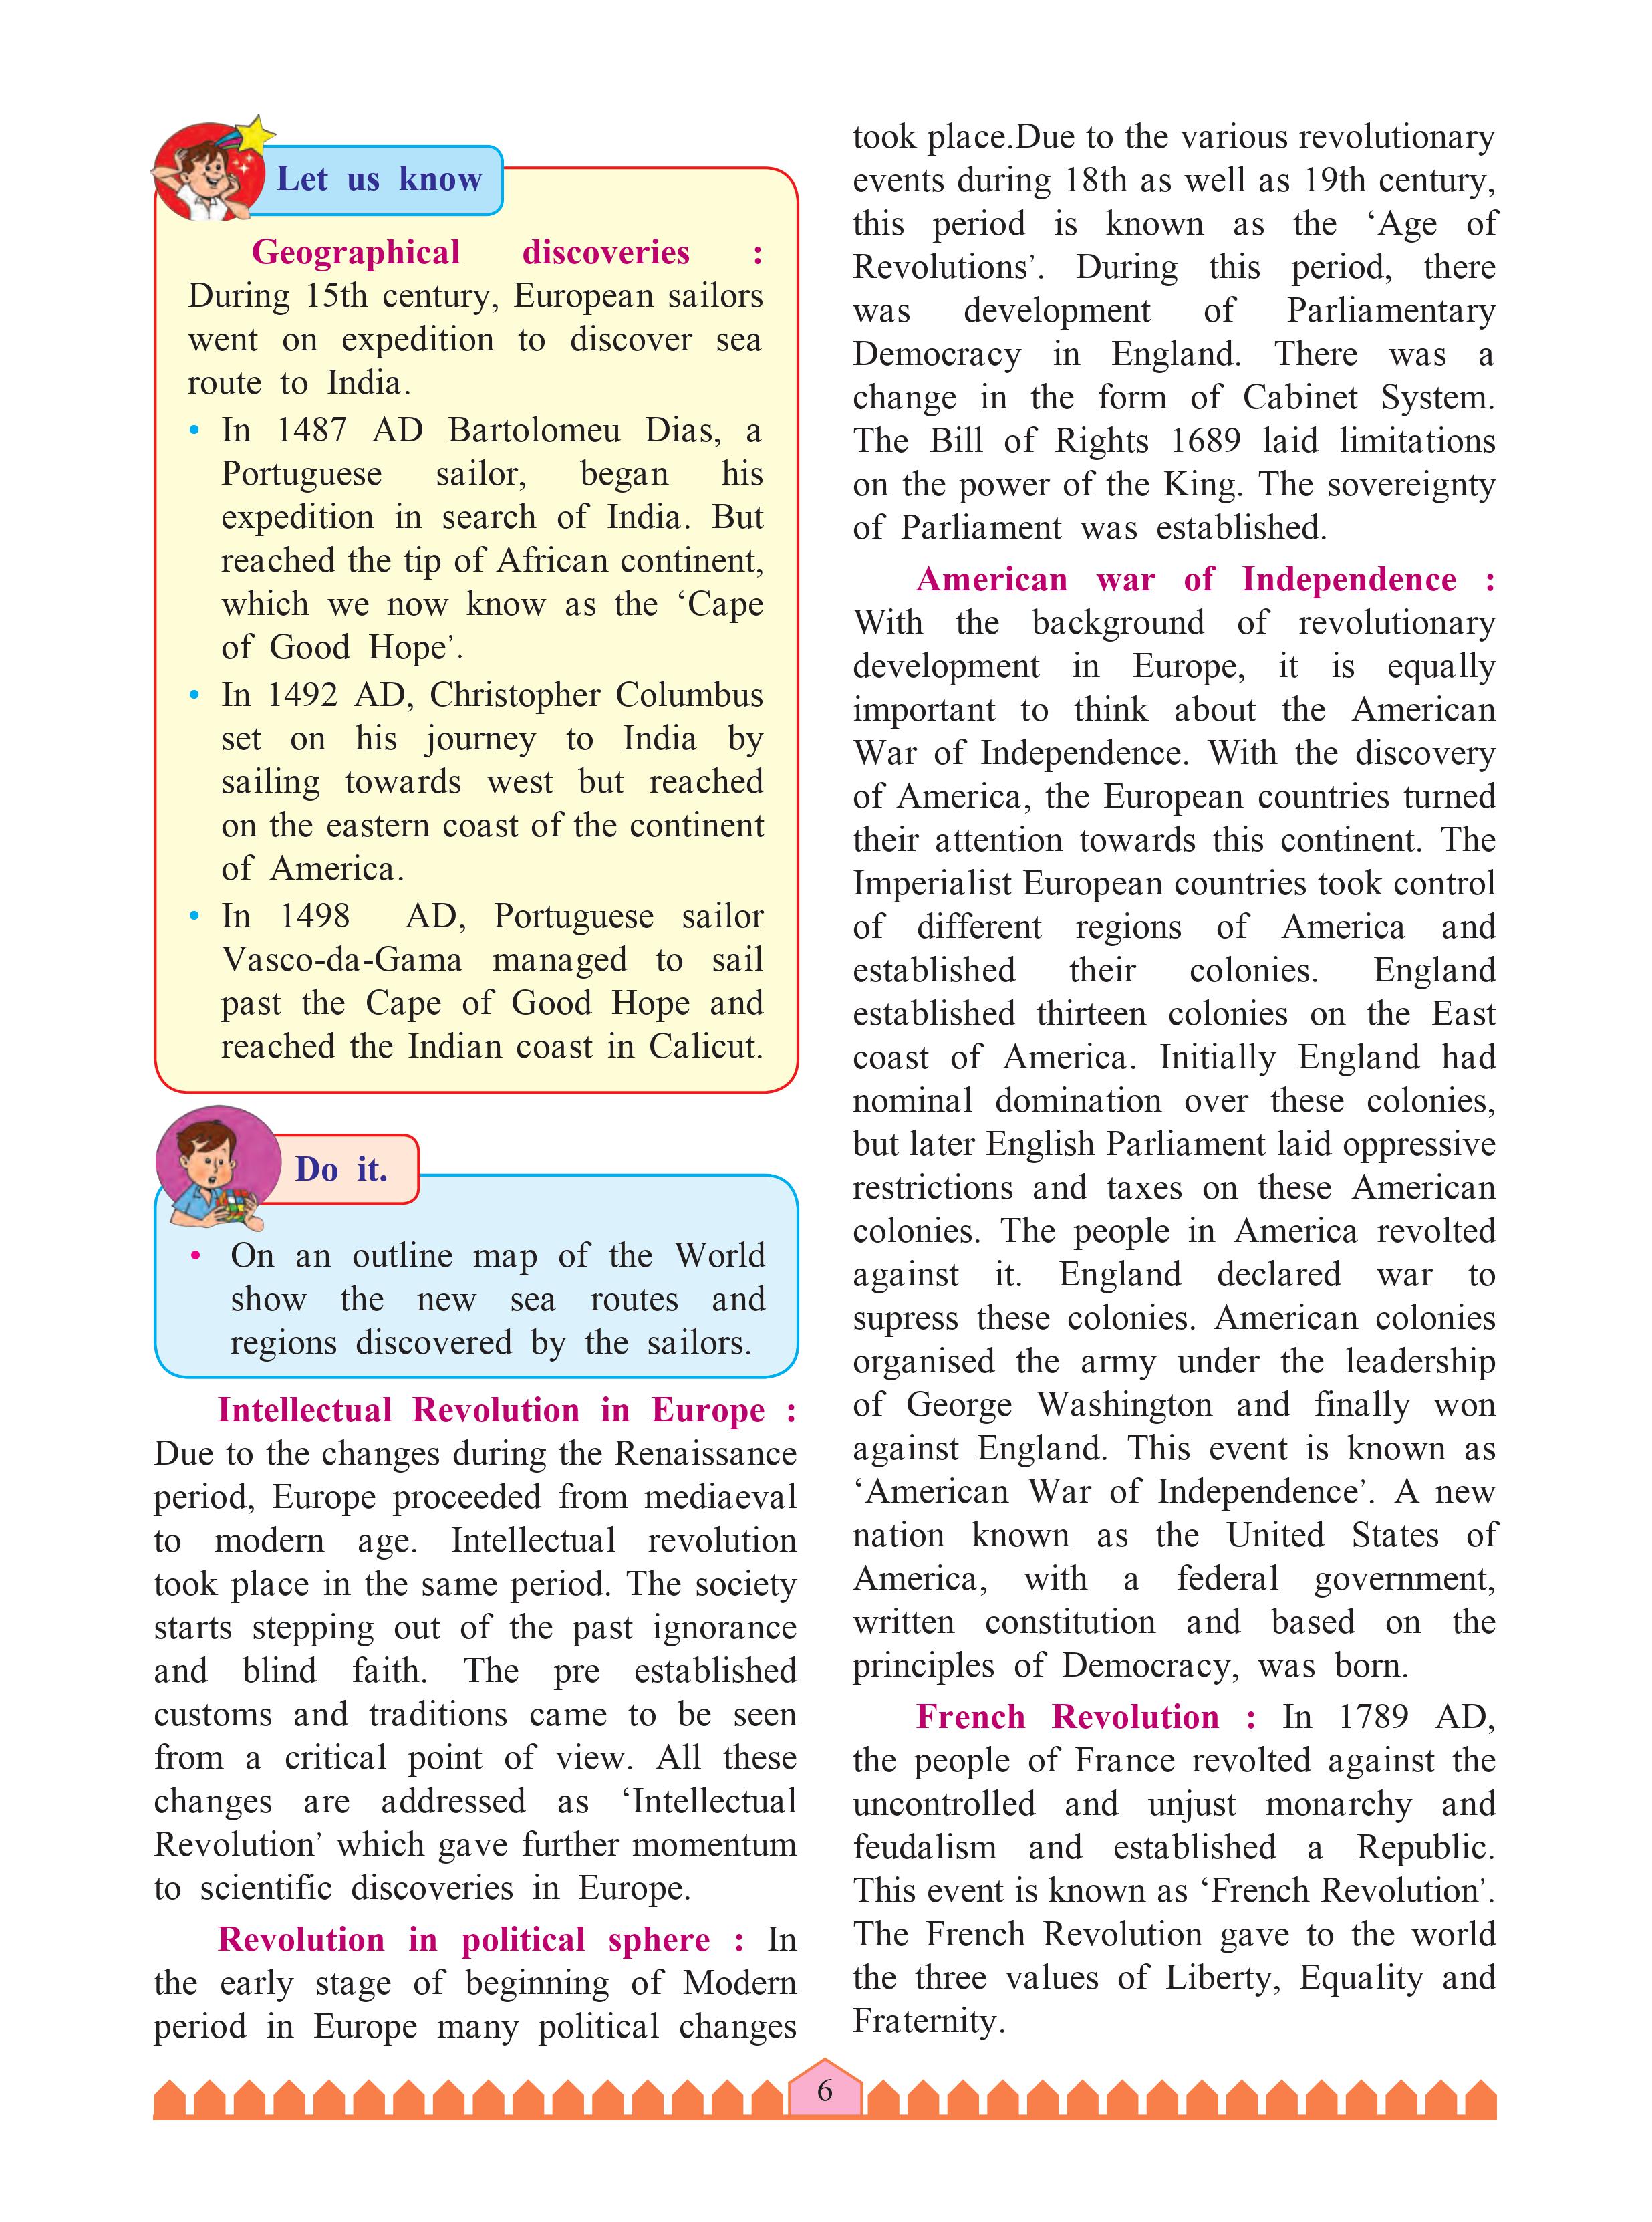 Let us know
Geographical discoveries :
During 15th century, European sailors
went on expedition to discover sea
route to India.
• In 1487 AD Bartolomeu Dias, a
Portuguese sailor, began his
expedition in search of India. But
reached the tip of African continent,
which we now know as the ‘Cape
of Good Hope’.
• In 1492 AD, Christopher Columbus
set on his journey to India by
sailing towards west but reached
on the eastern coast of the continent
of America.
• In 1498 AD, Portuguese sailor
Vasco-da-Gama managed to sail
past the Cape of Good Hope and
reached the Indian coast in Calicut.
Do it.
• On an outline map of the World
show the new sea routes and
regions discovered by the sailors.
Intellectual Revolution in Europe :
Due to the changes during the Renaissance
period, Europe proceeded from mediaeval
to modern age. Intellectual revolution
took place in the same period. The society
starts stepping out of the past ignorance
and blind faith. The pre established
customs and traditions came to be seen
from a critical point of view. All these
changes are addressed as ‘Intellectual
Revolution’ which gave further momentum
to scientific discoveries in Europe.
Revolution in political sphere : In
the early stage of beginning of Modern
period in Europe many political changes
took place.Due to the various revolutionary
events during 18th as well as 19th century,
this period is known as the ‘Age of
Revolutions’. During this period, there
was development of Parliamentary
Democracy in England. There was a
change in the form of Cabinet System.
The Bill of Rights 1689 laid limitations
on the power of the King. The sovereignty
of Parliament was established.
American war of Independence :
With the background of revolutionary
development in Europe, it is equally
important to think about the American
War of Independence. With the discovery
of America, the European countries turned
their attention towards this continent. The
Imperialist European countries took control
of different regions of America and
established their colonies. England
established thirteen colonies on the East
coast of America. Initially England had
nominal domination over these colonies,
but later English Parliament laid oppressive
restrictions and taxes on these American
colonies. The people in America revolted
against it. England declared war to
supress these colonies. American colonies
organised the army under the leadership
of George Washington and finally won
against England. This event is known as
‘American War of Independence’. A new
nation known as the United States of
America, with a federal government,
written constitution and based on the
principles of Democracy, was born.
French Revolution : In 1789 AD,
the people of France revolted against the
uncontrolled and unjust monarchy and
feudalism and established a Republic.
This event is known as ‘French Revolution’.
The French Revolution gave to the world
the three values of Liberty, Equality and
Fraternity.
6